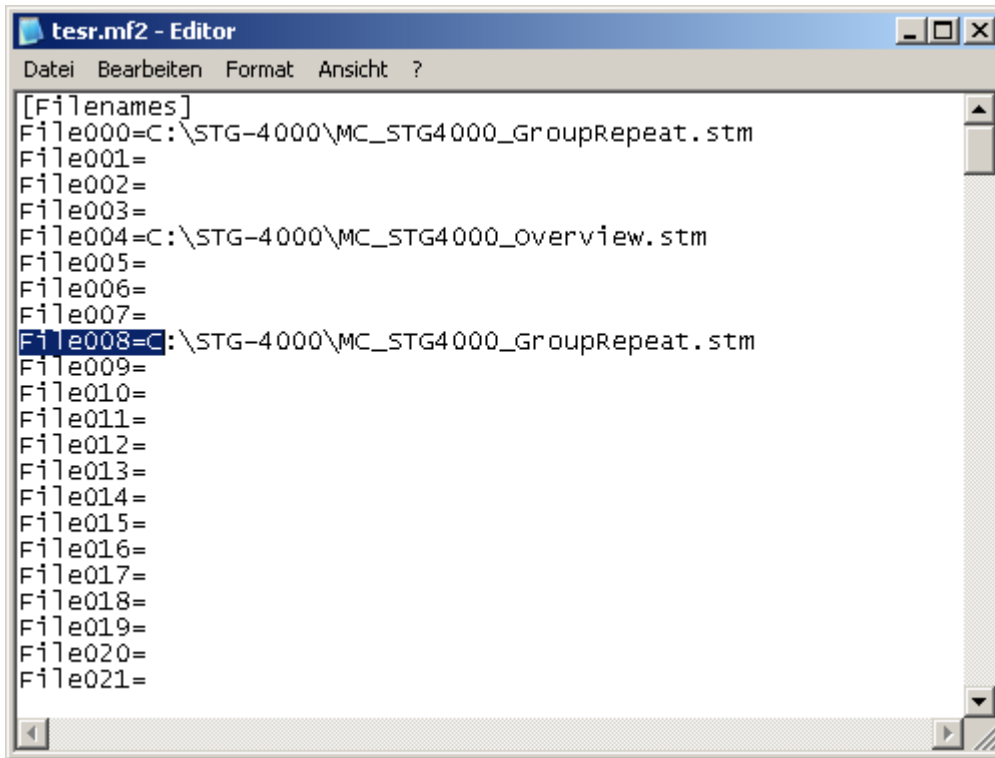 tesr.mf2 - Editor
Datei Bearbeiten Format Ansicht ?
[Filenames]
File000=C:\STG-4000\MC_STG4000_GroupRepeat.stm
File001=
File002=
File003=
File004=C:\STG-4000\MC_STG4000_Overview.stm
File005=
File006=
File007=
File008=C:\STG-4000\MC_STG4000_GroupRepeat.stm
File009=
File010=
File011=
File012=
File013=
File014=
File015=
File016=
File017=
File018=
File019=
File020=
File021=